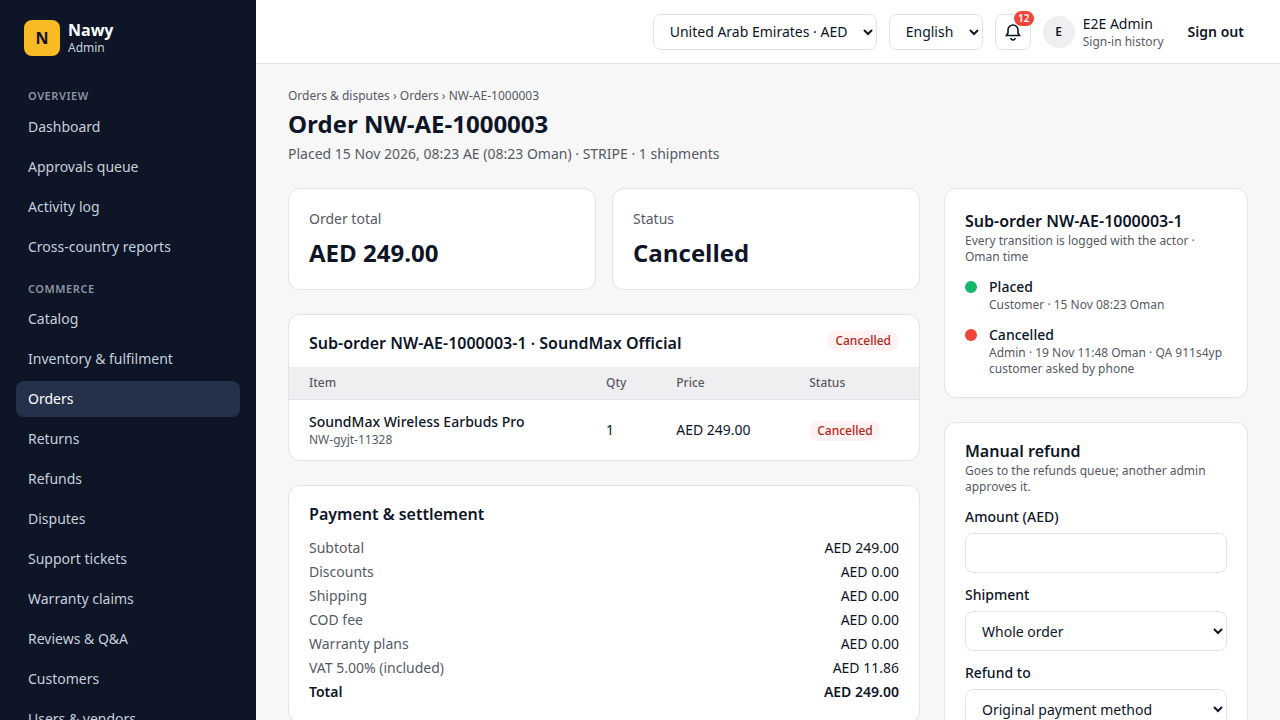 N
Nawy
Admin
OVERVIEW
Dashboard
Approvals queue
Activity log
Cross-country reports
COMMERCE
Catalog
Inventory & fulfilment
Orders
Returns
Refunds
Disputes
Support tickets
Warranty claims
Reviews & Q&A
Customers
Users & vendors
United Arab Emirates · AED
English
12
E
E2E Admin
Sign-in history
Sign out
Orders & disputes › Orders › NW-AE-1000003
Order NW-AE-1000003
Placed 15 Nov 2026, 08:23 AE (08:23 Oman) · STRIPE · 1 shipments
Order total
AED 249.00
Status
Cancelled
Sub-order NW-AE-1000003-1 · SoundMax Official
Cancelled
Item Qty Price Status
SoundMax Wireless Earbuds Pro
NW-gyjt-11328
1 AED 249.00 Cancelled
Payment & settlement
Subtotal AED 249.00
Discounts AED 0.00
Shipping AED 0.00
COD fee AED 0.00
Warranty plans AED 0.00
VAT 5.00% (included) AED 11.86
Total AED 249.00
Sub-order NW-AE-1000003-1
Every transition is logged with the actor ·
Oman time
Placed
Customer · 15 Nov 08:23 Oman
Cancelled
Admin · 19 Nov 11:48 Oman · QA 911s4yp
customer asked by phone
Manual refund
Goes to the refunds queue; another admin
approves it.
Amount (AED)
Shipment
Whole order
Refund to
Original payment method